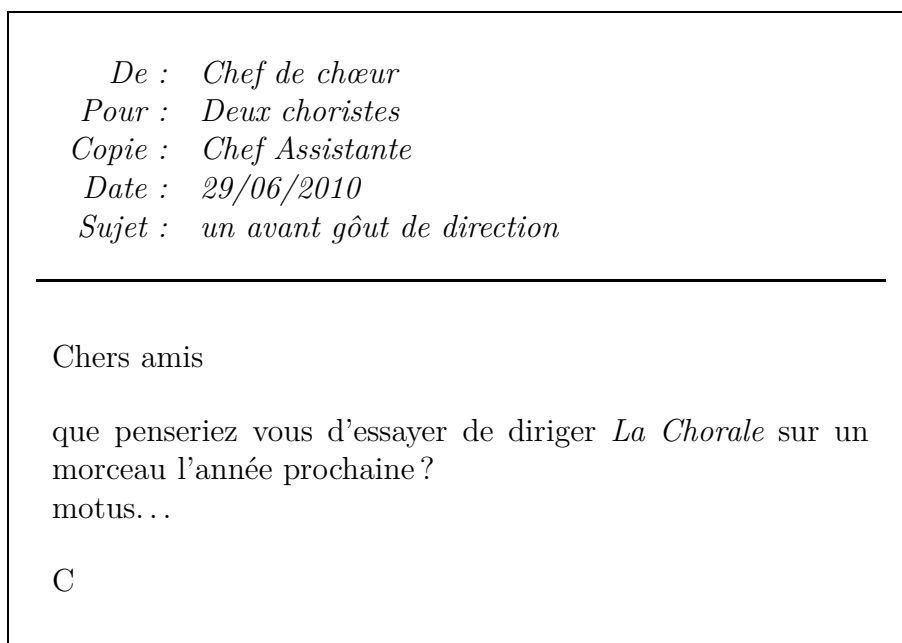 De : Chef de chœur
Pour : Deux choristes
Copie : Chef Assistante
Date : 29/06/2010
Sujet : un avant gôut de direction
Chers amis
que penseriez vous d'essayer de diriger La Chorale sur un
morceau l'année prochaine ?
motus...
C